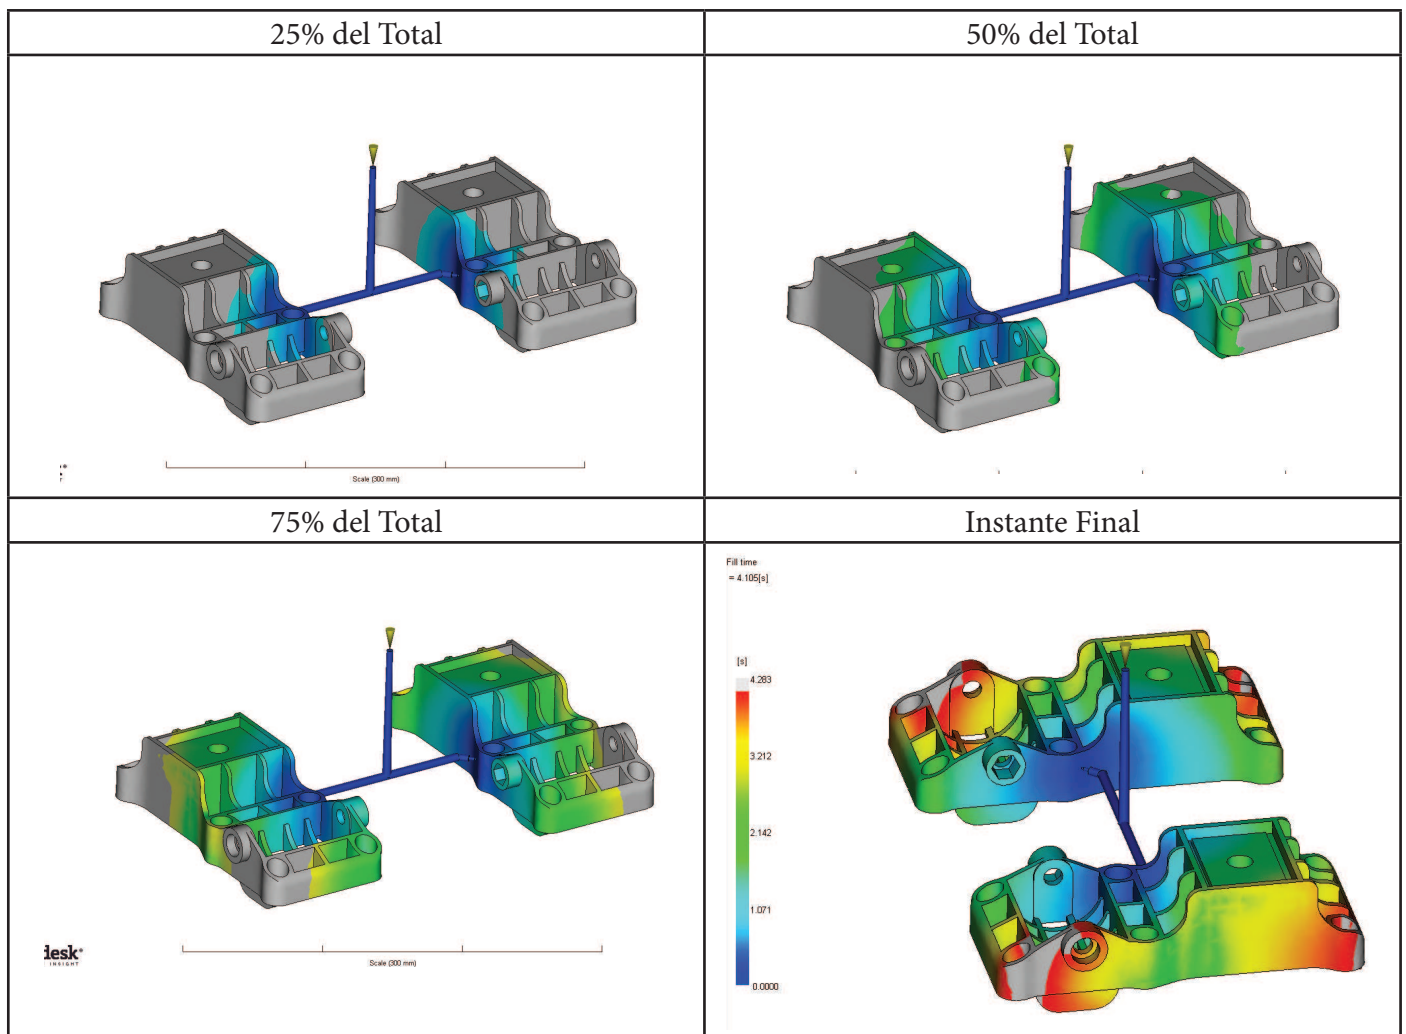 25% del Total
50% del Total
Scale (300 mm)
75% del Total
Instante Final
Fill time
= 4.105[s]
[s]
4.283
3.212
2.142
1.071
0.0000
desk®
INSIGHT
Scale (300 mm)